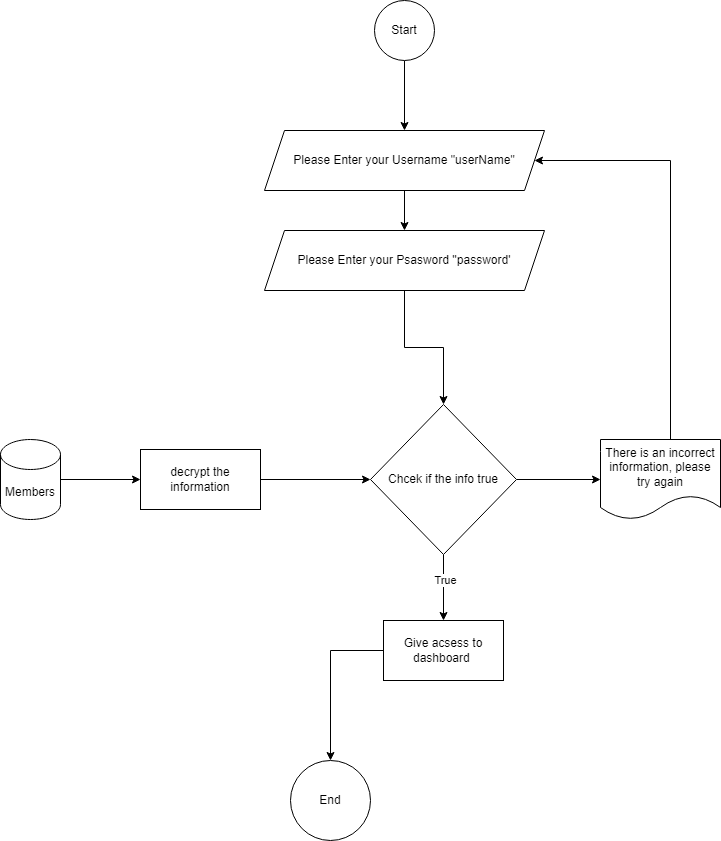 Start
Please Enter your Username "userName"
Please Enter your Psasword "password'
Members
decrypt the
information
Chcek if the info true
There is an incorrect
information, please
try again
True
Give acsess to
dashboard
End